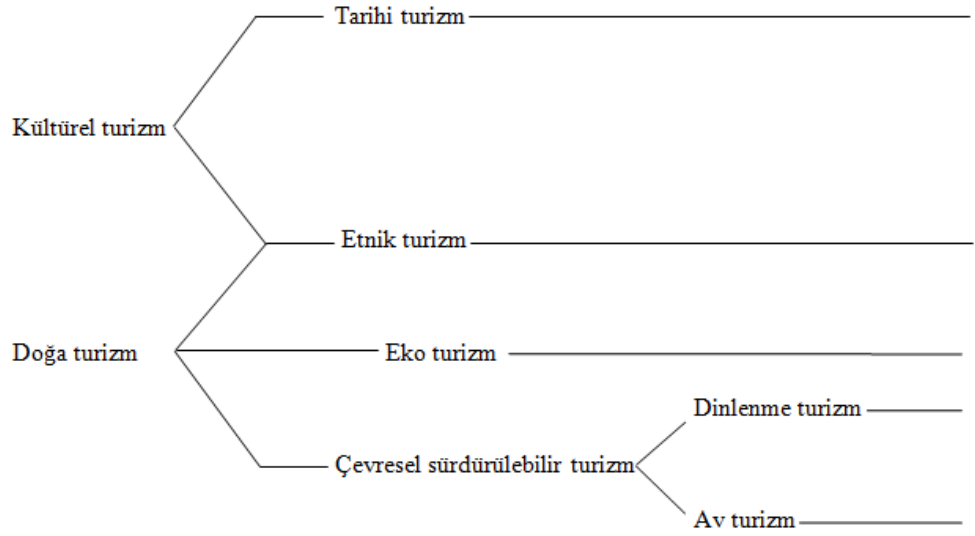 Tarihi turizm
Kültürel turizm
Etnik turizm
Doğa turizm
Eko turizm
Dinlenme turizm
Çevresel sürdürülebilir turizm
Av turizm